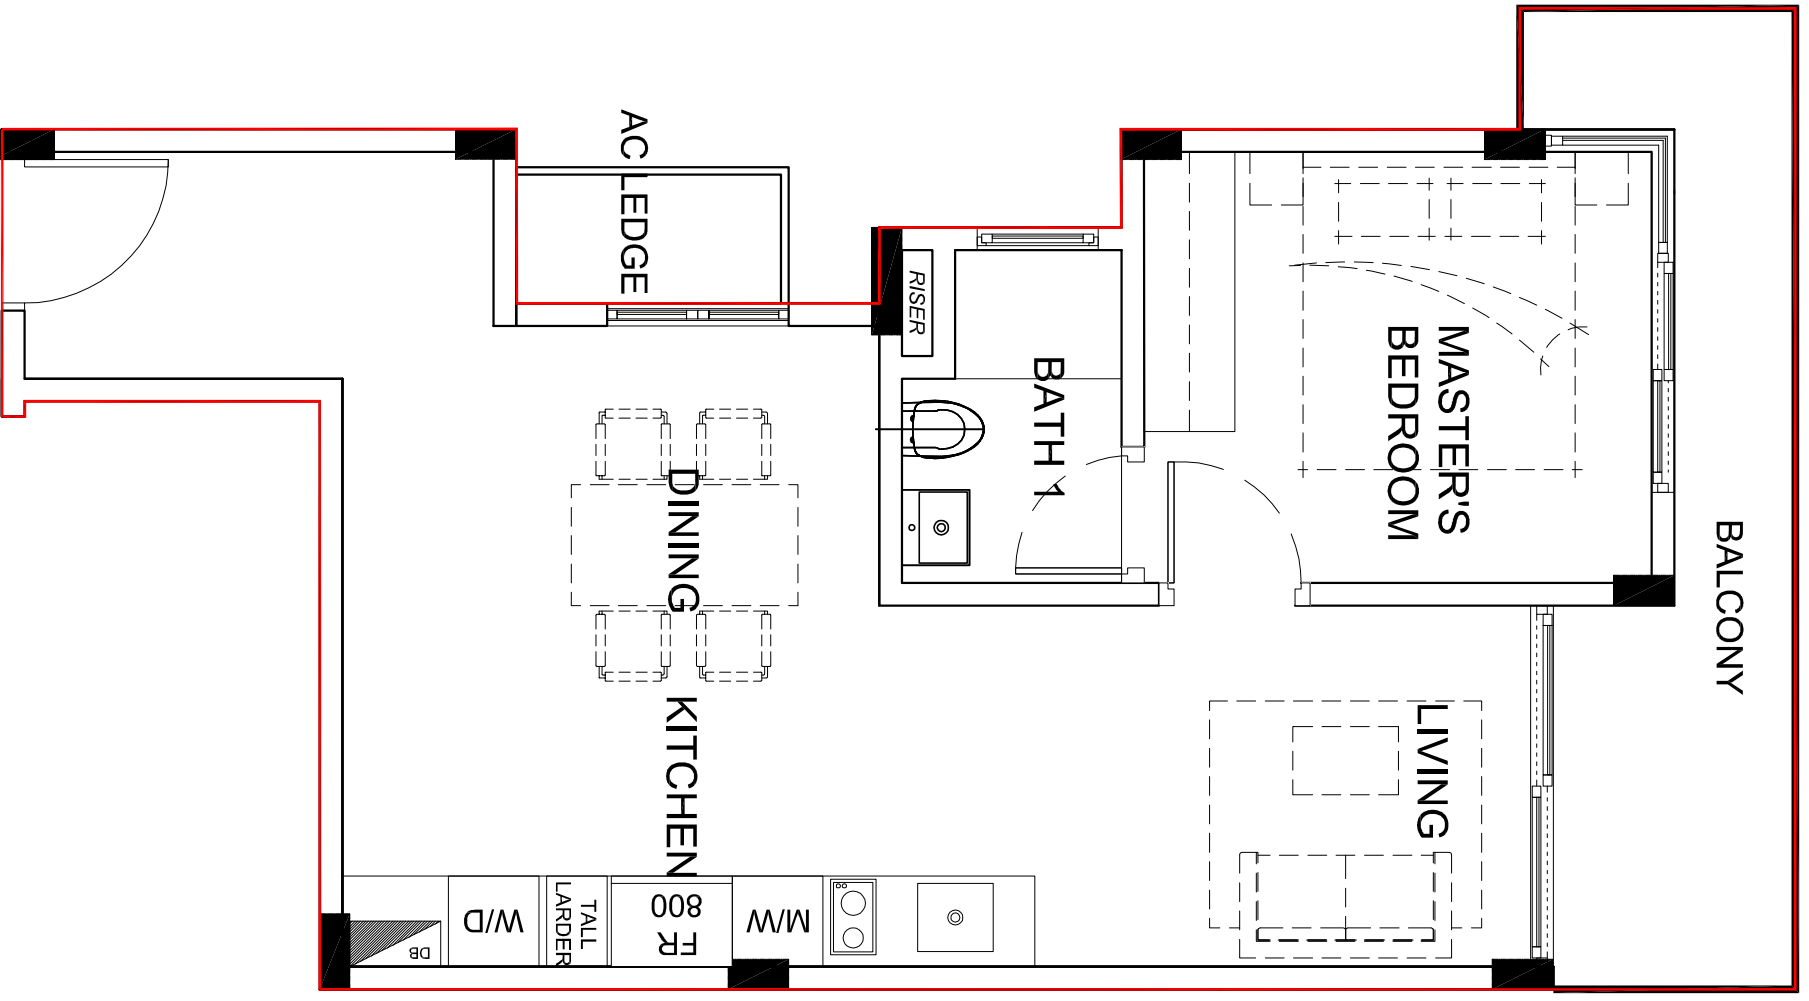 AC LEDGE
RISER
BATH 1
MASTER'S
BEDROOM
BALCONY
DINING
KITCHEN
LIVING
DB
W/D
TALL
LARDER
FR
800
M/W